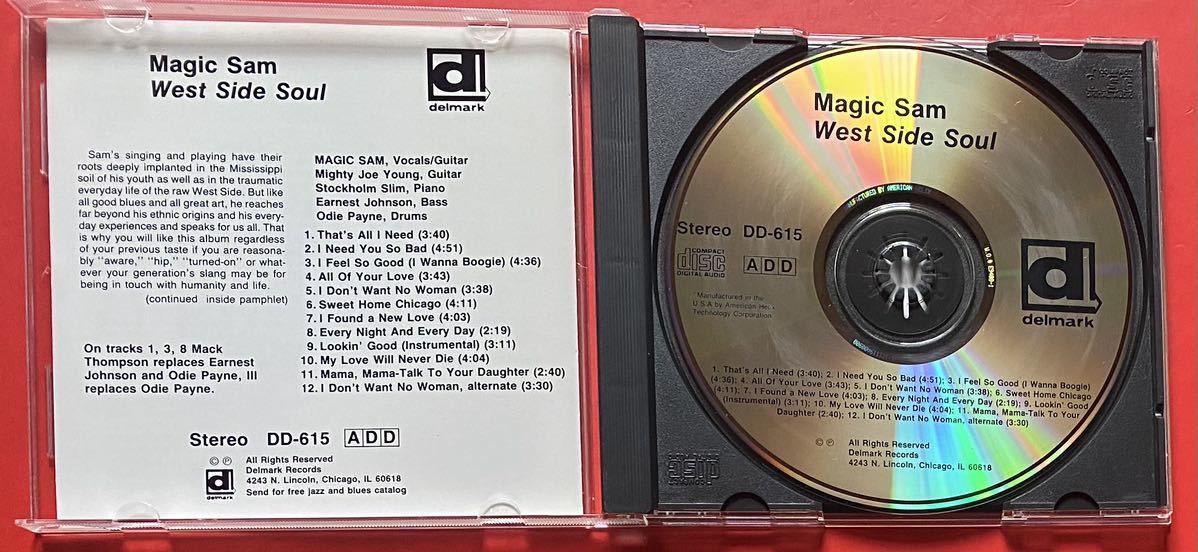 Magic Sam
West Side Soul
d
delmark
Sam's singing and playing have their
roots deeply implanted in the Mississippi
soil of his youth as well as in the traumatic
everyday life of the raw West Side. But like
all good blues and all great art, he reaches
far beyond his ethnic origins and his every-
day experiences and speaks for us all. That
is why you will like this album regardless
of your previous taste if you are reasona-
bly "aware," "hip," "turned-on" or what-
ever your generation's slang may be for
being in touch with humanity and life.
(continued inside pamphlet)
On tracks 1, 3, 8 Mack
Thompson replaces Earnest
Johnson and Odie Payne, III
replaces Odie Payne.
MAGIC SAM, Vocals/Guitar
Mighty Joe Young, Guitar
Stockholm Slim, Piano
Earnest Johnson, Bass
Odie Payne, Drums
1. That's All I Need (3:40)
2. I Need You So Bad (4:51)
3. I Feel So Good (I Wanna Boogie) (4:36)
4. All Of Your Love (3:43)
5. I Don't Want No Woman (3:38)
6. Sweet Home Chicago (4:11)
7. I Found a New Love (4:03)
8. Every Night And Every Day (2:19)
9. Lookin' Good (Instrumental) (3:11)
10. My Love Will Never Die (4:04)
11. Mama, Mama-Talk To Your Daughter (2:40)
12. I Don't Want No Woman, alternate (3:30)
Stereo DD-615 ADD
© ℗ All Rights Reserved
Delmark Records
4243 N. Lincoln, Chicago, IL 60618
Send for free jazz and blues catalog
d
delmark
Magic Sam
West Side Soul
Stereo DD-615
COMPACT
disc
DIGITAL AUDIO
ADD
Manufactured in the
U.S.A by American Helix
Technology Corporation
d
delmark
1. That's All I Need (3:40); 2. I Need You So Bad (4:51); 3. I Feel So Good (I Wanna Boogie)
(4:36); 4. All Of Your Love (3:43); 5. I Don't Want No Woman (3:38); 6. Sweet Home Chicago
(4:11); 7. I Found a New Love (4:03); 8. Every Night And Every Day (2:19); 9. Lookin' Good
(Instrumental) (3:11); 10. My Love Will Never Die (4:04); 11. Mama, Mama-Talk To Your
Daughter (2:40); 12. I Don't Want No Woman, alternate (3:30)
© ℗ All Rights Reserved
Delmark Records
4243 N. Lincoln, Chicago, IL 60618